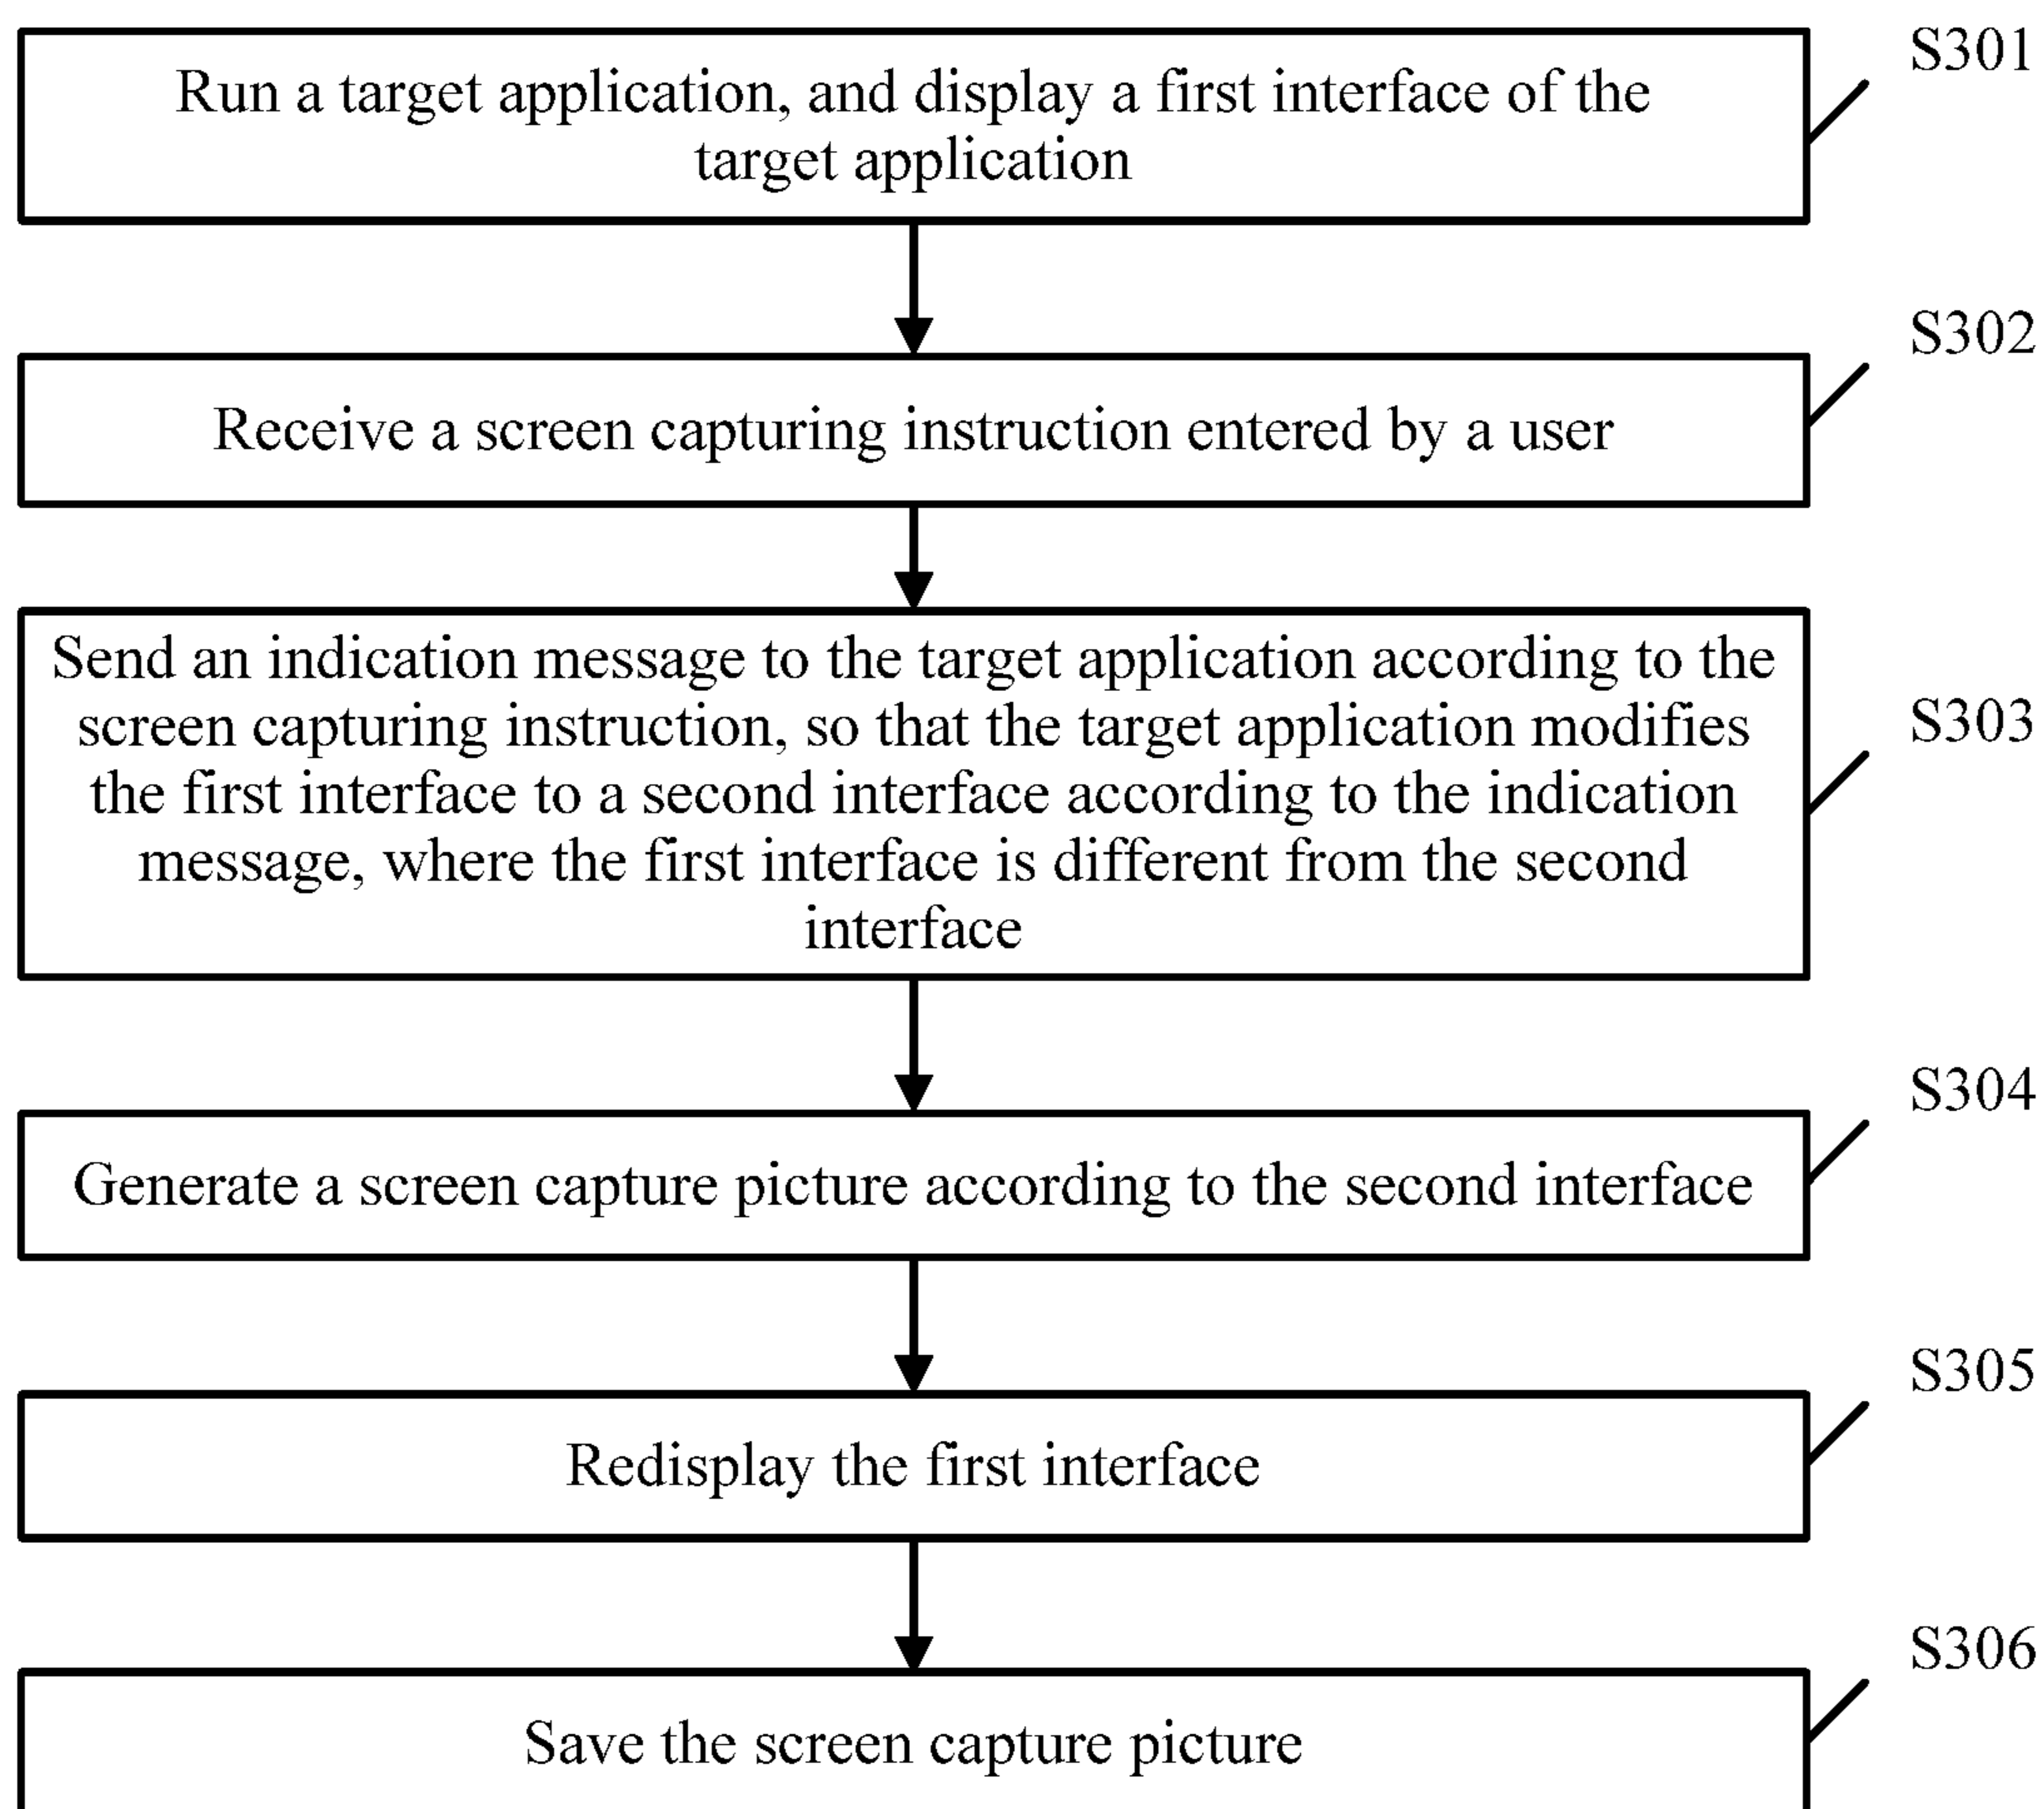 S301
Run a target application, and display a first interface of the
target application
S302
Receive a screen capturing instruction entered by a user
Send an indication message to the target application according to the
screen capturing instruction, so that the target application modifies
S303
the first interface to a second interface according to the indication
message, where the first interface is different from the second
interface
S304
Generate a screen capture picture according to the second interface
S305
Redisplay the first interface
S306
Save the screen capture picture